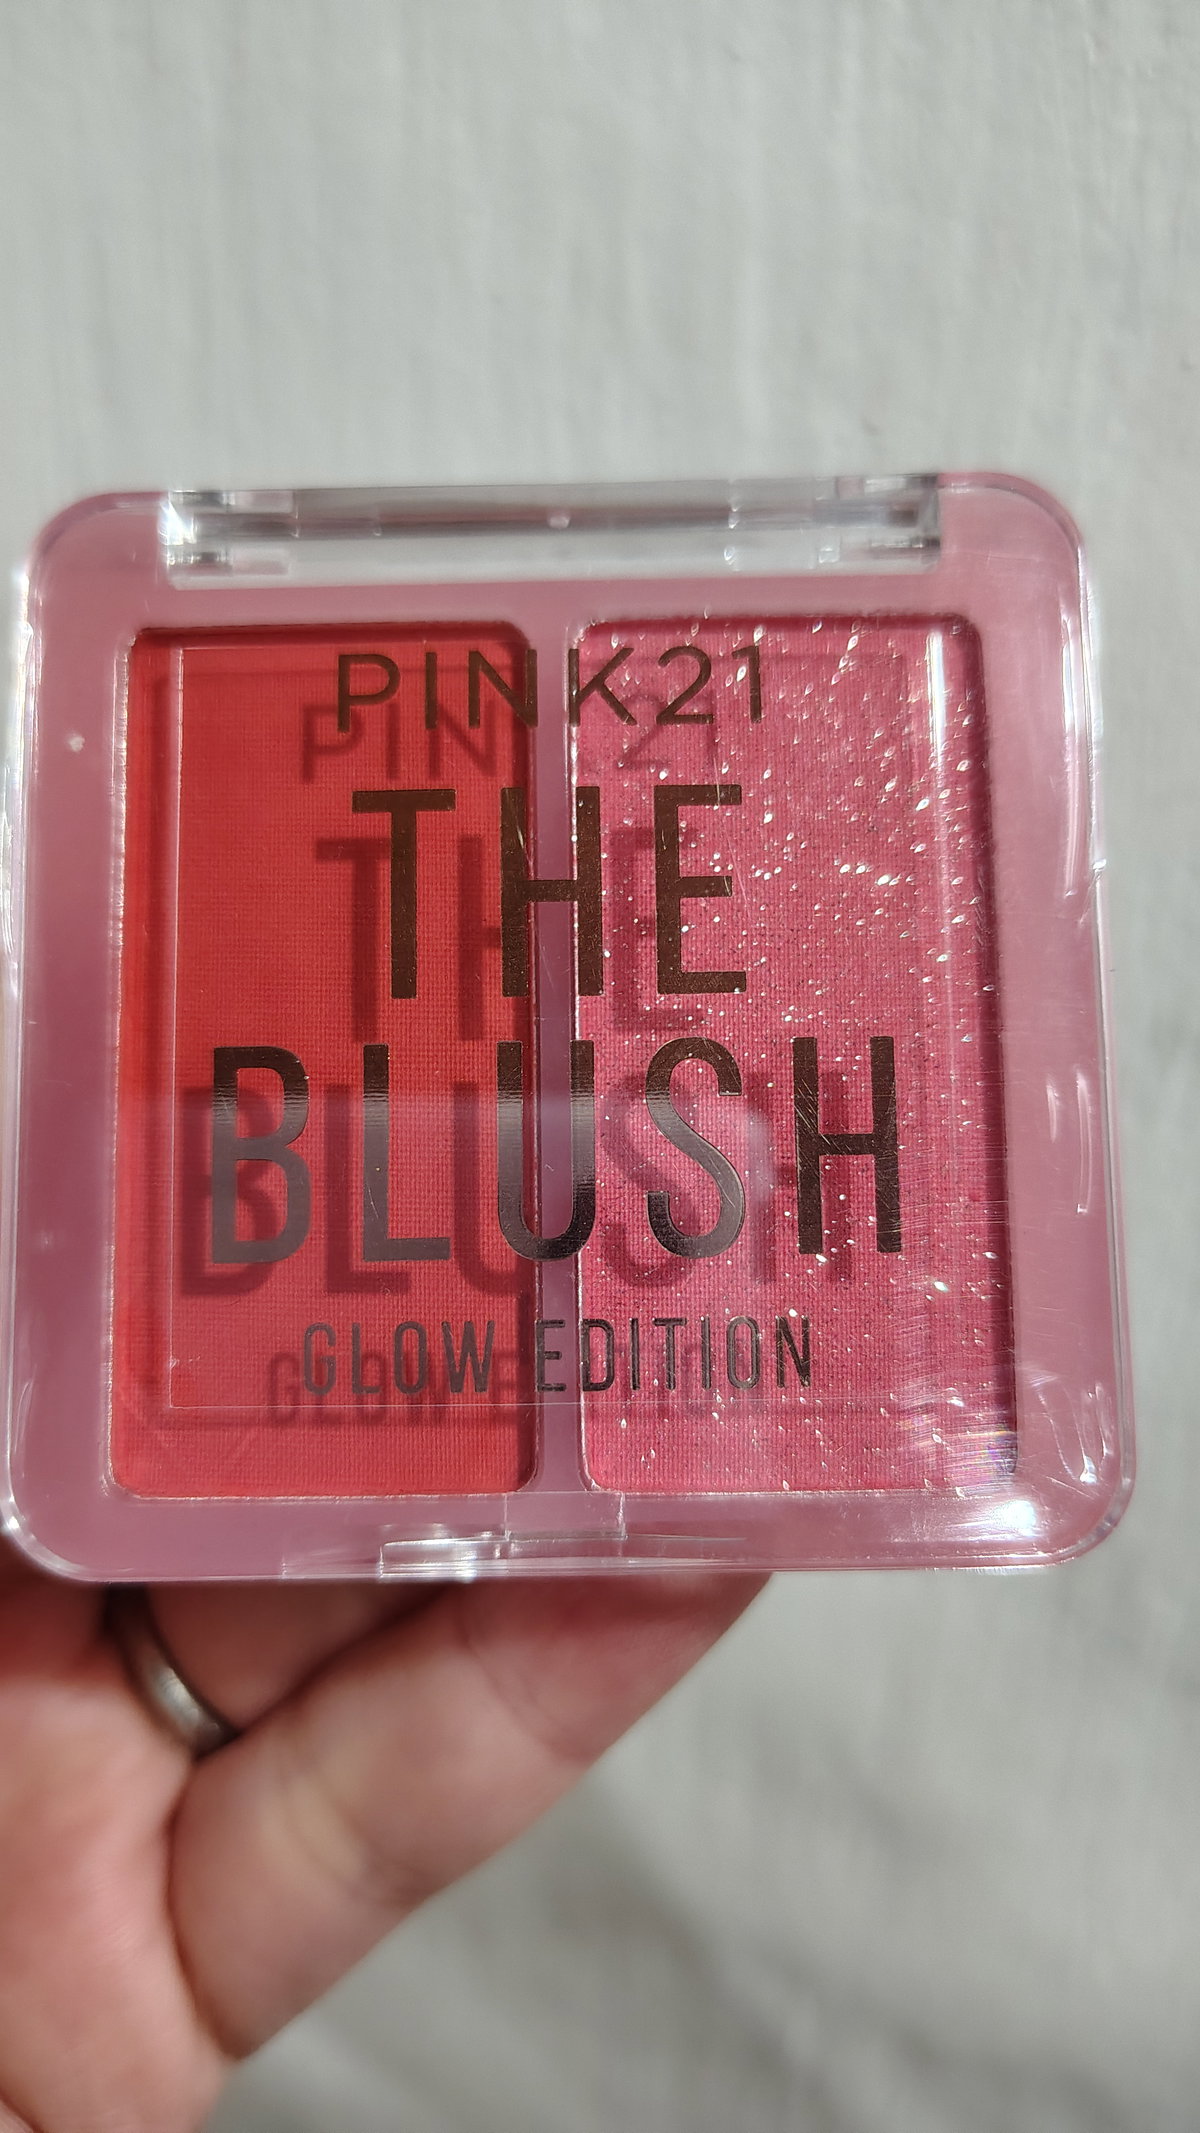 PINK21
THE
BLUSH
GLOW EDITION